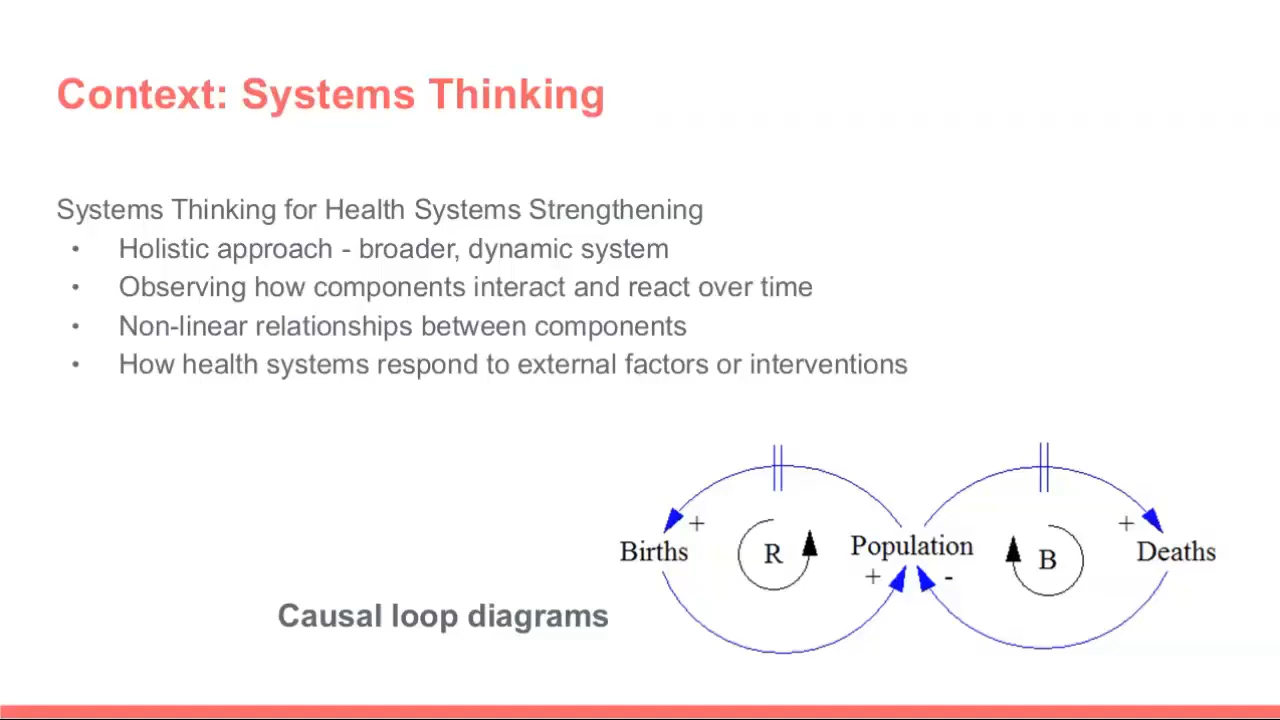 Context: Systems Thinking
Systems Thinking for Health Systems Strengthening
• Holistic approach - broader, dynamic system
• Observing how components interact and react over time
• Non-linear relationships between components
• How health systems respond to external factors or interventions
Causal loop diagrams
+ +
Births R Population B Deaths
+ -